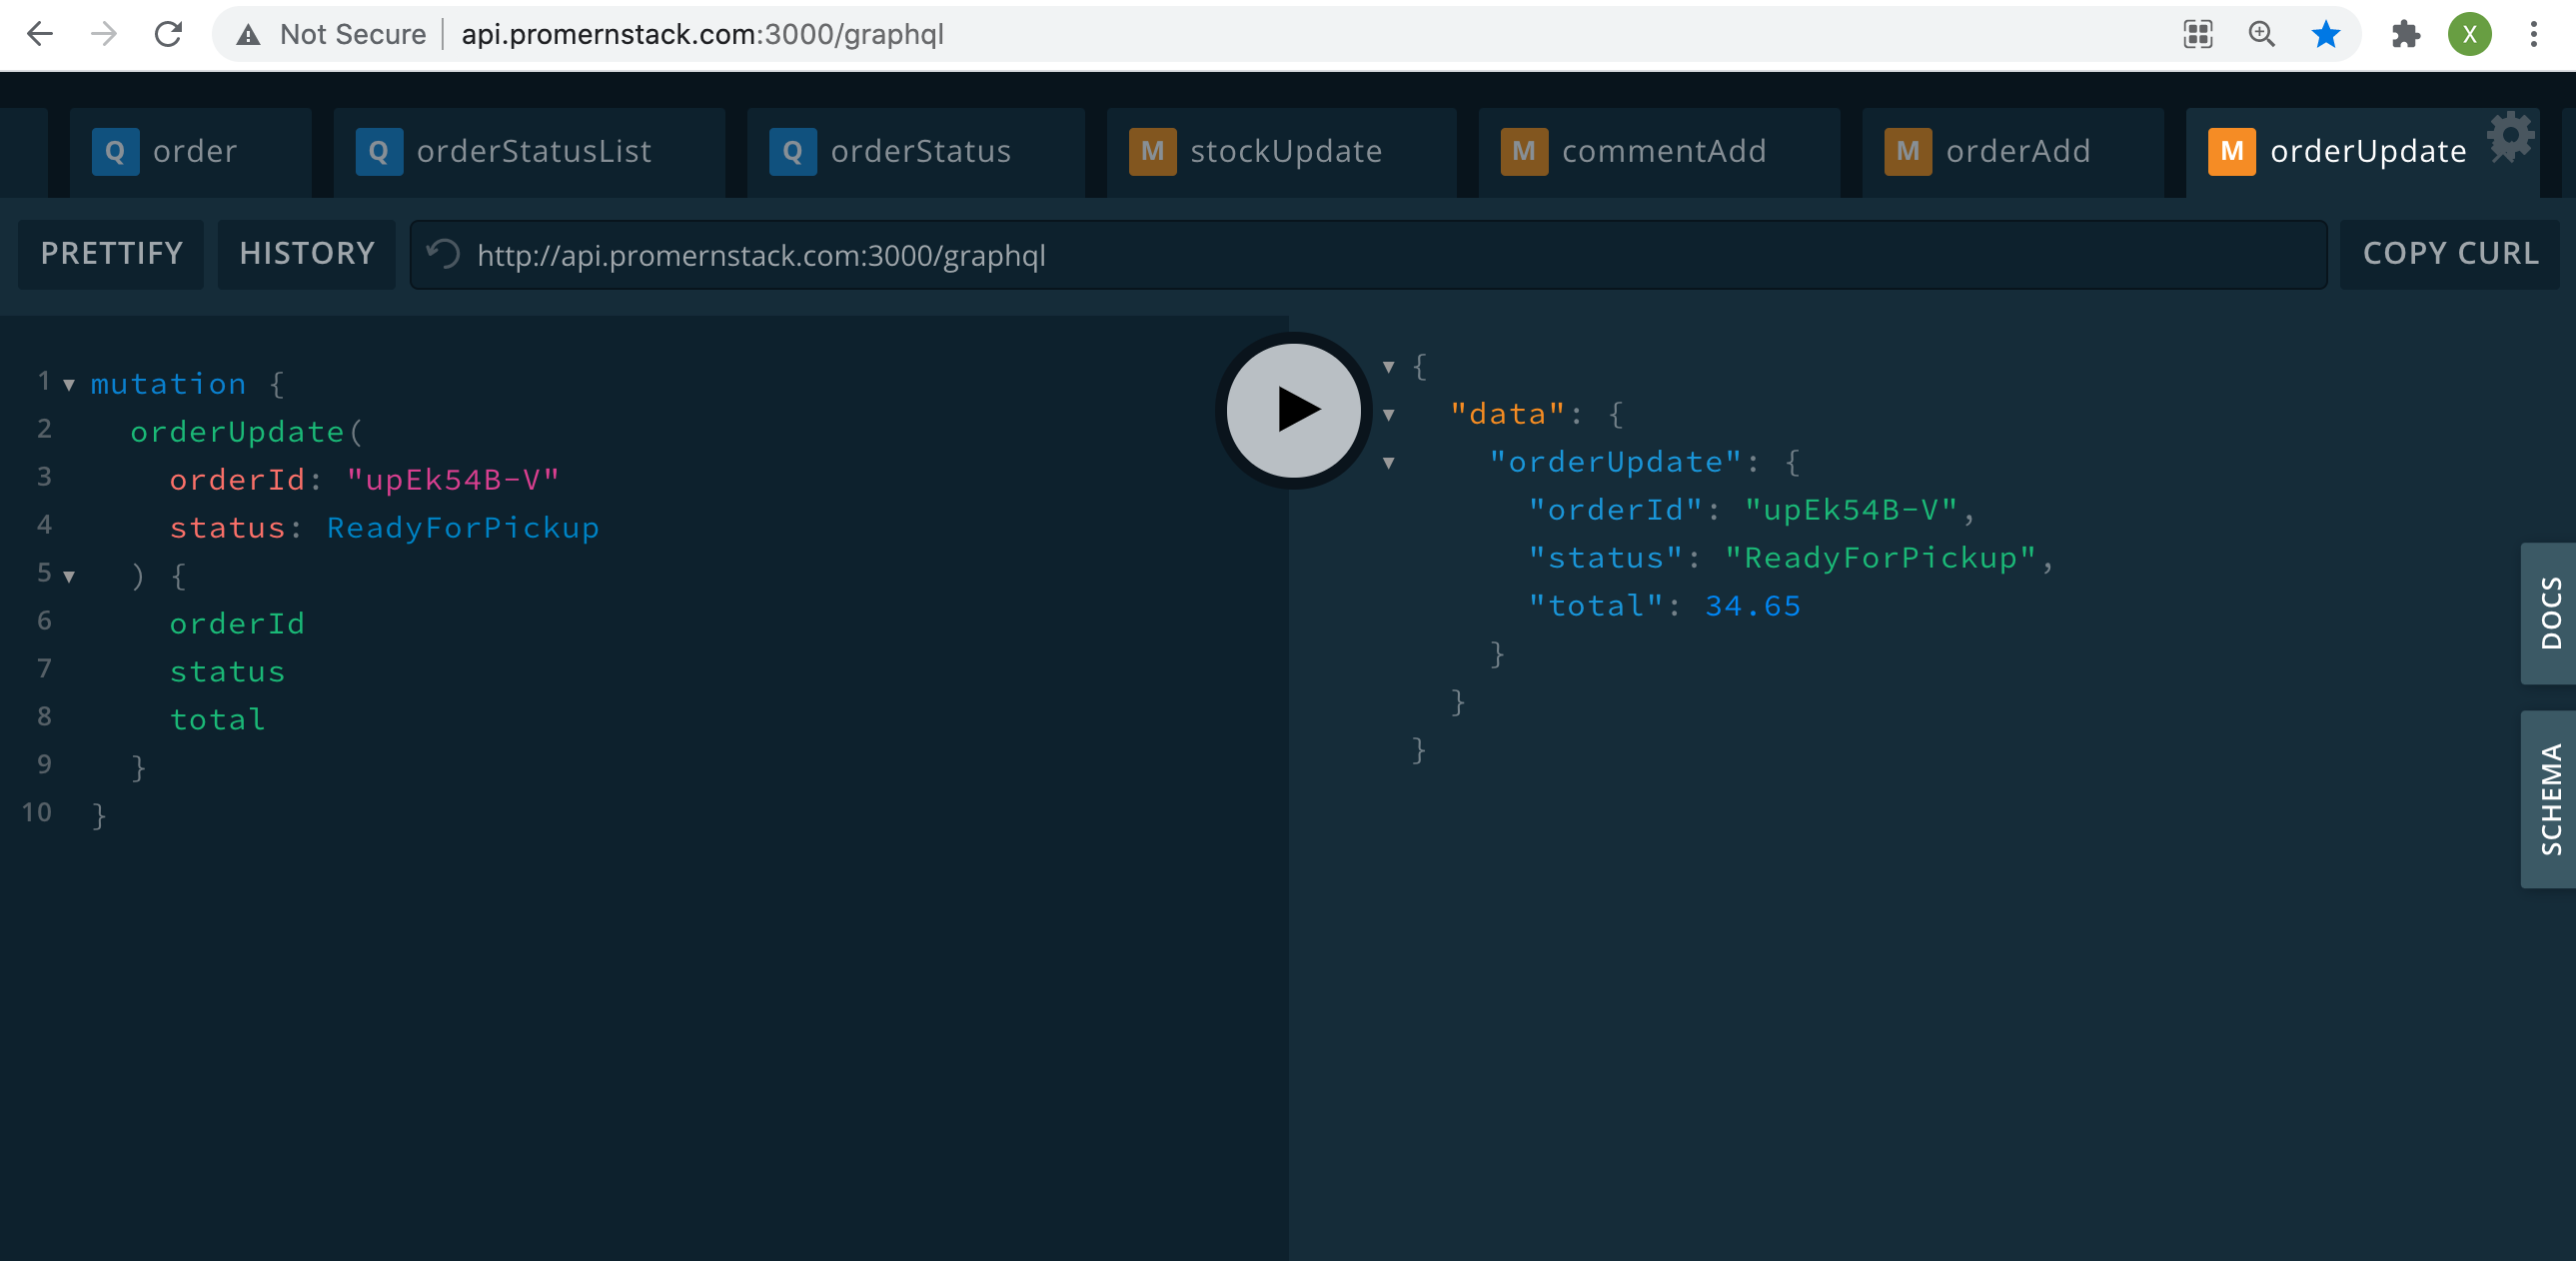 Not Secure api.promernstack.com:3000/graphql X
Q order Q orderStatusList Q orderStatus M stockUpdate M commentAdd M orderAdd M orderUpdate
PRETTIFY HISTORY http://api.promernstack.com:3000/graphql COPY CURL
1 mutation {
2 orderUpdate(
3 orderId: "upEk54B-V"
4 status: ReadyForPickup
5 ) {
6 orderId
7 status
8 total
9 }
10 }
{
"data": {
"orderUpdate": {
"orderId": "upEk54B-V",
"status": "ReadyForPickup",
"total": 34.65
}
}
}
DOCS
SCHEMA